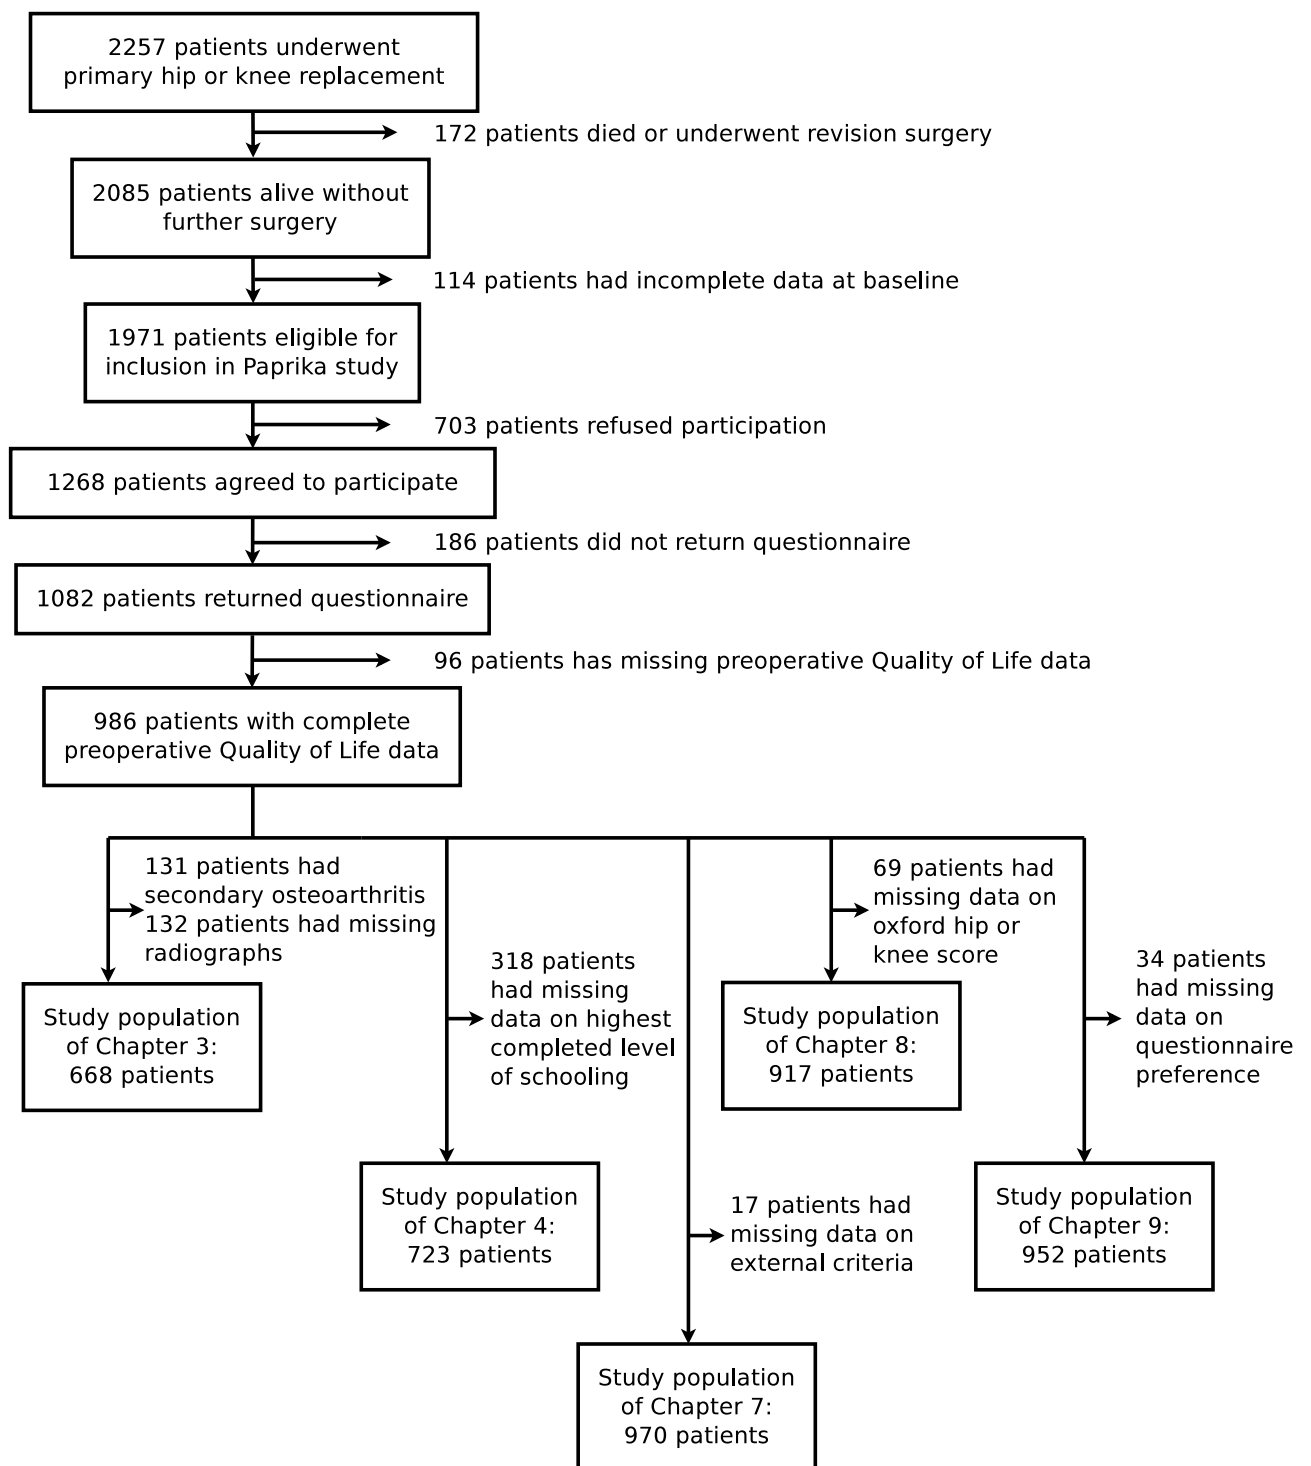 2257 patients underwent
primary hip or knee replacement
172 patients died or underwent revision surgery
2085 patients alive without
further surgery
114 patients had incomplete data at baseline
1971 patients eligible for
inclusion in Paprika study
703 patients refused participation
1268 patients agreed to participate
186 patients did not return questionnaire
1082 patients returned questionnaire
96 patients has missing preoperative Quality of Life data
986 patients with complete
preoperative Quality of Life data
131 patients had
secondary osteoarthritis
132 patients had missing
radiographs
Study population
of Chapter 3:
668 patients
318 patients
had missing
data on highest
completed level
of schooling
Study population
of Chapter 4:
723 patients
17 patients had
missing data on
external criteria
Study population
of Chapter 7:
970 patients
69 patients had
missing data on
oxford hip or
knee score
Study population
of Chapter 8:
917 patients
34 patients
had missing
data on
questionnaire
preference
Study population
of Chapter 9:
952 patients